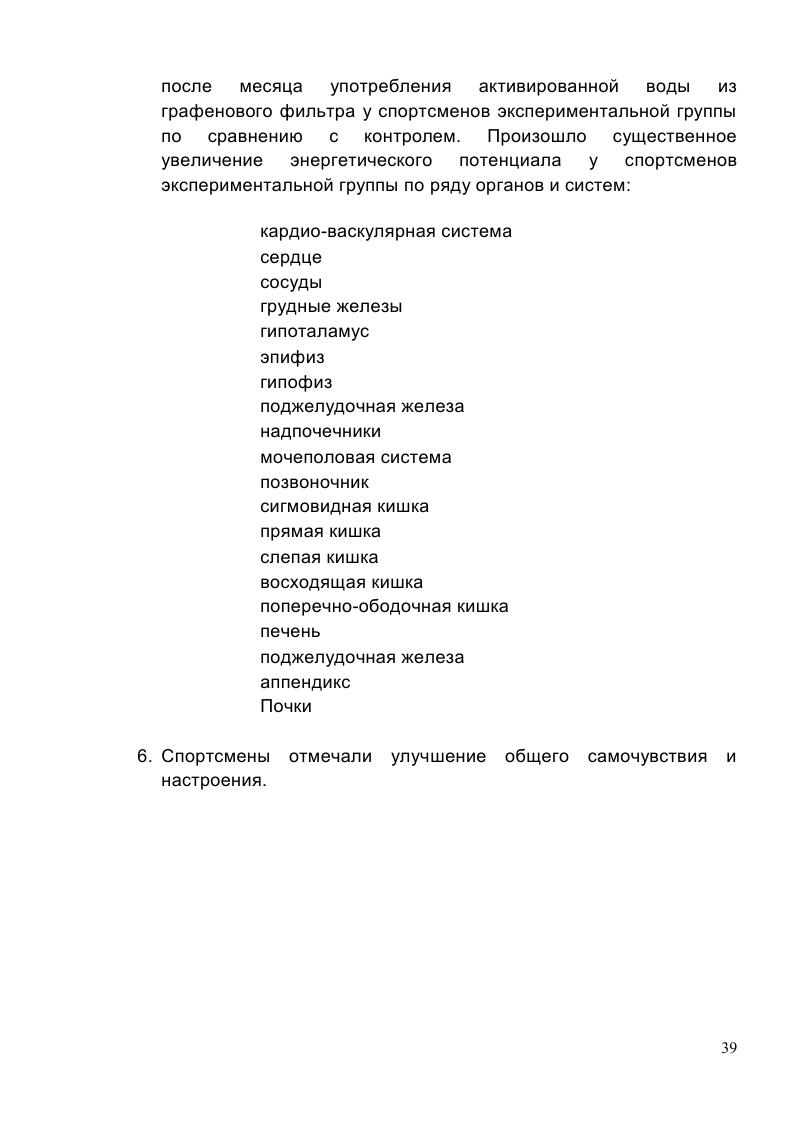 после месяца употребления активированной воды из
графенового фильтра у спортсменов экспериментальной группы
по сравнению с контролем. Произошло существенное
увеличение энергетического потенциала у спортсменов
экспериментальной группы по ряду органов и систем:
кардио-васкулярная система
сердце
сосуды
грудные железы
гипоталамус
эпифиз
гипофиз
поджелудочная железа
надпочечники
мочеполовая система
позвоночник
сигмовидная кишка
прямая кишка
слепая кишка
восходящая кишка
поперечно-ободочная кишка
печень
поджелудочная железа
аппендикс
Почки
6. Спортсмены отмечали улучшение общего самочувствия и
настроения.
39